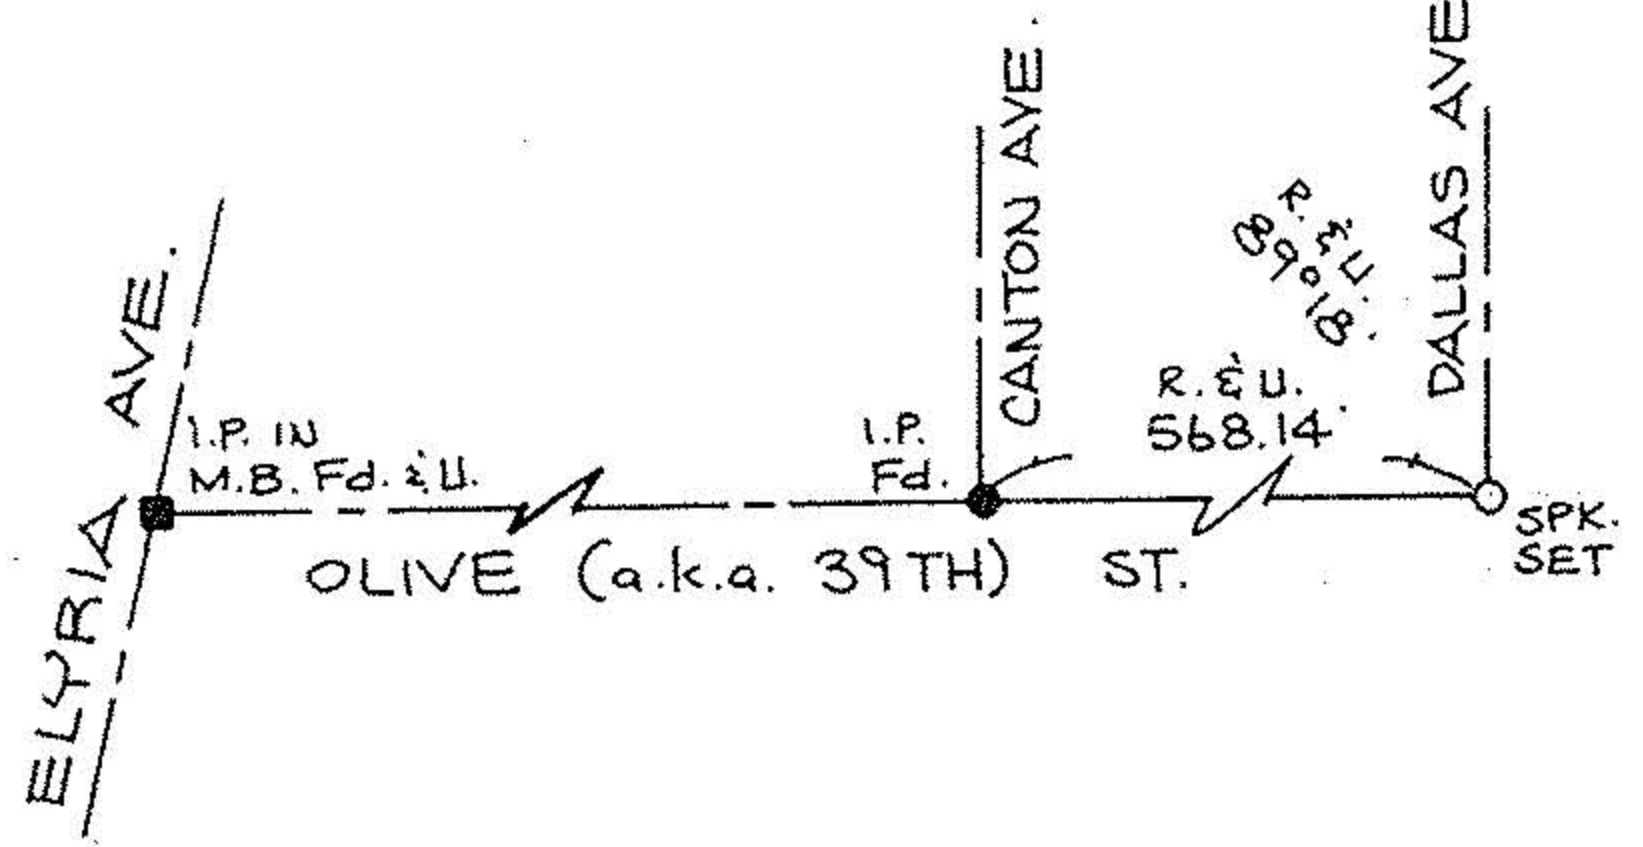 ELYRIA AVE.
I.P. IN
M.B. Fd. & U.
I.P.
Fd.
CANTON AVE.
R. & U.
568.14'
R. & U.
89°18'
DALLAS AVE
SPK.
SET
OLIVE (a.k.a. 39TH) ST.